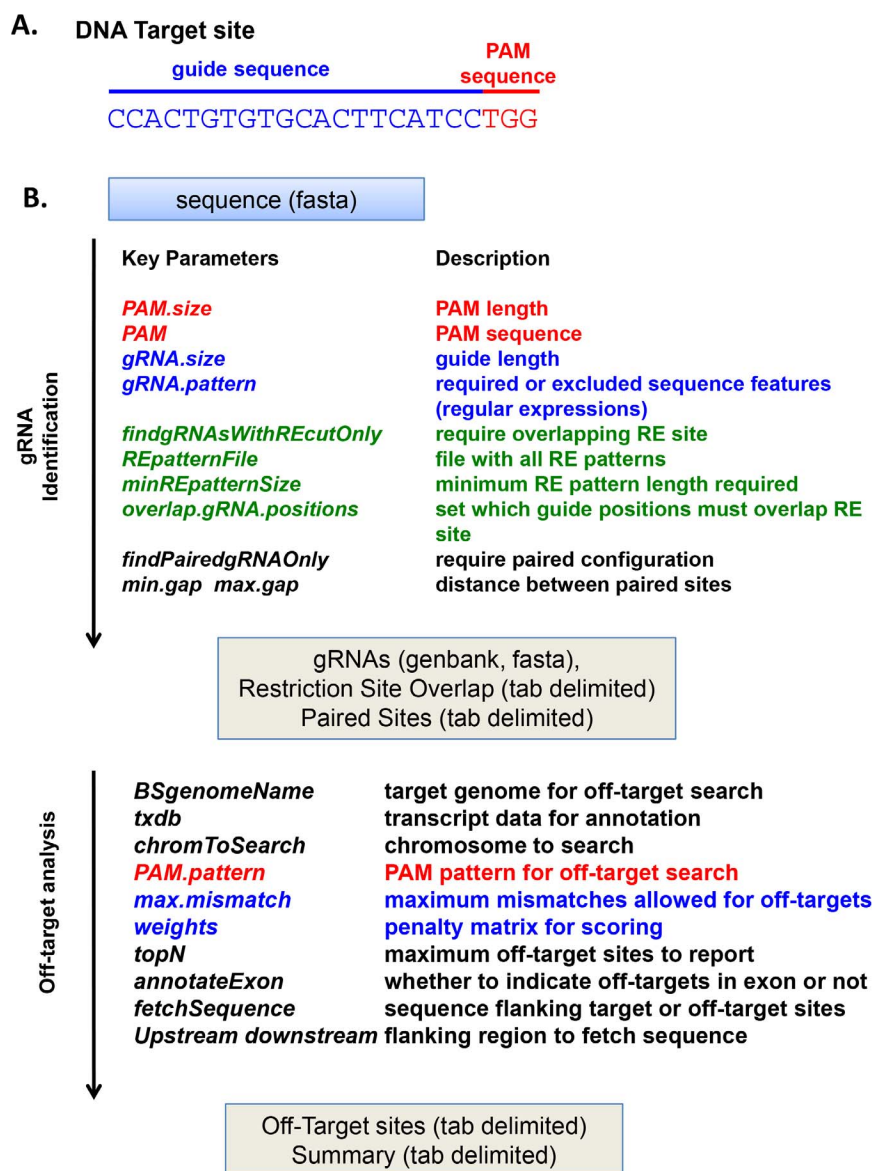 A. DNA Target site
guide sequence
PAM
sequence
CCACTGTGTGCACTTCATCCTGG
B.
sequence (fasta)
gRNA
Identification
Key Parameters Description
PAM.size PAM length
PAM PAM sequence
gRNA.size guide length
gRNA.pattern required or excluded sequence features
(regular expressions)
findgRNAsWithREcutOnly require overlapping RE site
REpatternFile file with all RE patterns
minREpatternSize minimum RE pattern length required
overlap.gRNA.positions set which guide positions must overlap RE
site
findPairedgRNAOnly require paired configuration
min.gap max.gap distance between paired sites
gRNAs (genbank, fasta),
Restriction Site Overlap (tab delimited)
Paired Sites (tab delimited)
Off-target analysis
BSgenomeName target genome for off-target search
txdb transcript data for annotation
chromToSearch chromosome to search
PAM.pattern PAM pattern for off-target search
max.mismatch maximum mismatches allowed for off-targets
weights penalty matrix for scoring
topN maximum off-target sites to report
annotateExon whether to indicate off-targets in exon or not
fetchSequence sequence flanking target or off-target sites
Upstream downstream flanking region to fetch sequence
Off-Target sites (tab delimited)
Summary (tab delimited)